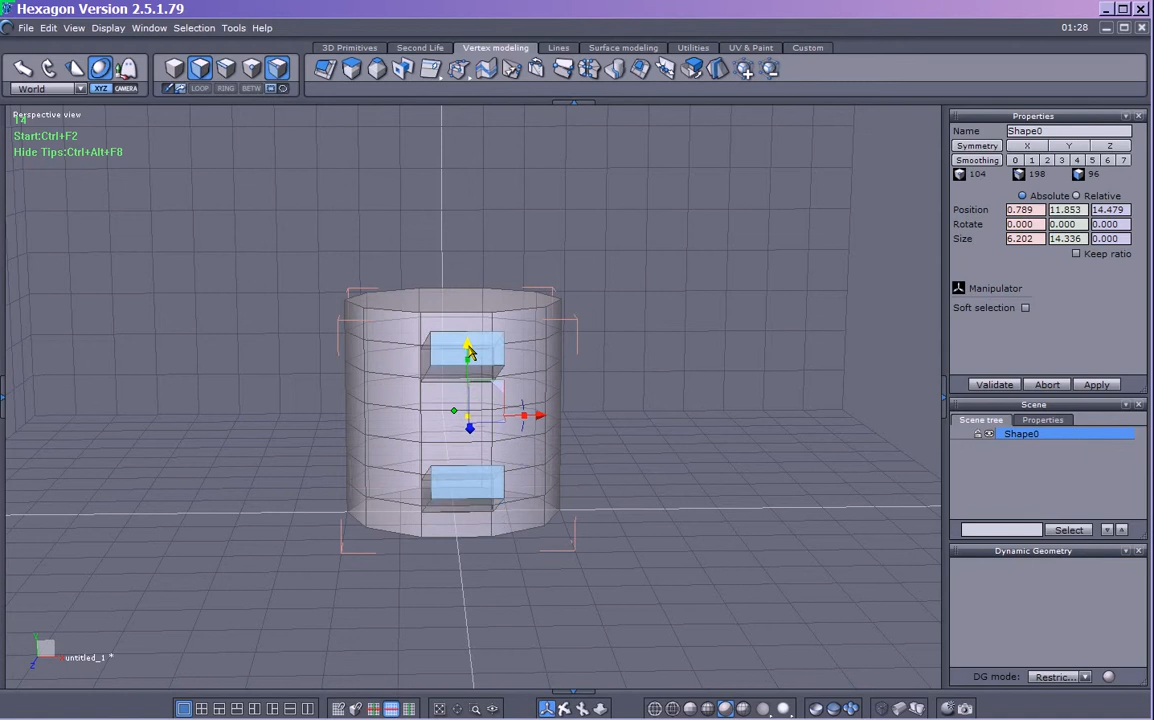 Hexagon Version 2.5.1.79
File Edit View Display Window Selection Tools Help
01:28
3D Primitives Second Life Vertex modeling Lines Surface modeling Utilities UV & Paint Custom
World XYZ CAMERA LOOP RING BETW
Perspective view
14
Start:Ctrl+F2
Hide Tips:Ctrl+Alt+F8
Properties
Name Shape0
Symmetry X Y Z
Smoothing 0 1 2 3 4 5 6 7
104 198 96
Absolute Relative
Position 0.789 11.853 14.479
Rotate 0.000 0.000 0.000
Size 6.202 14.336 0.000
Keep ratio
Manipulator
Soft selection
Validate Abort Apply
Scene
Scene tree Properties
Shape0
Select
Dynamic Geometry
Y
Z
untitled_1 *
DG mode: Restric...